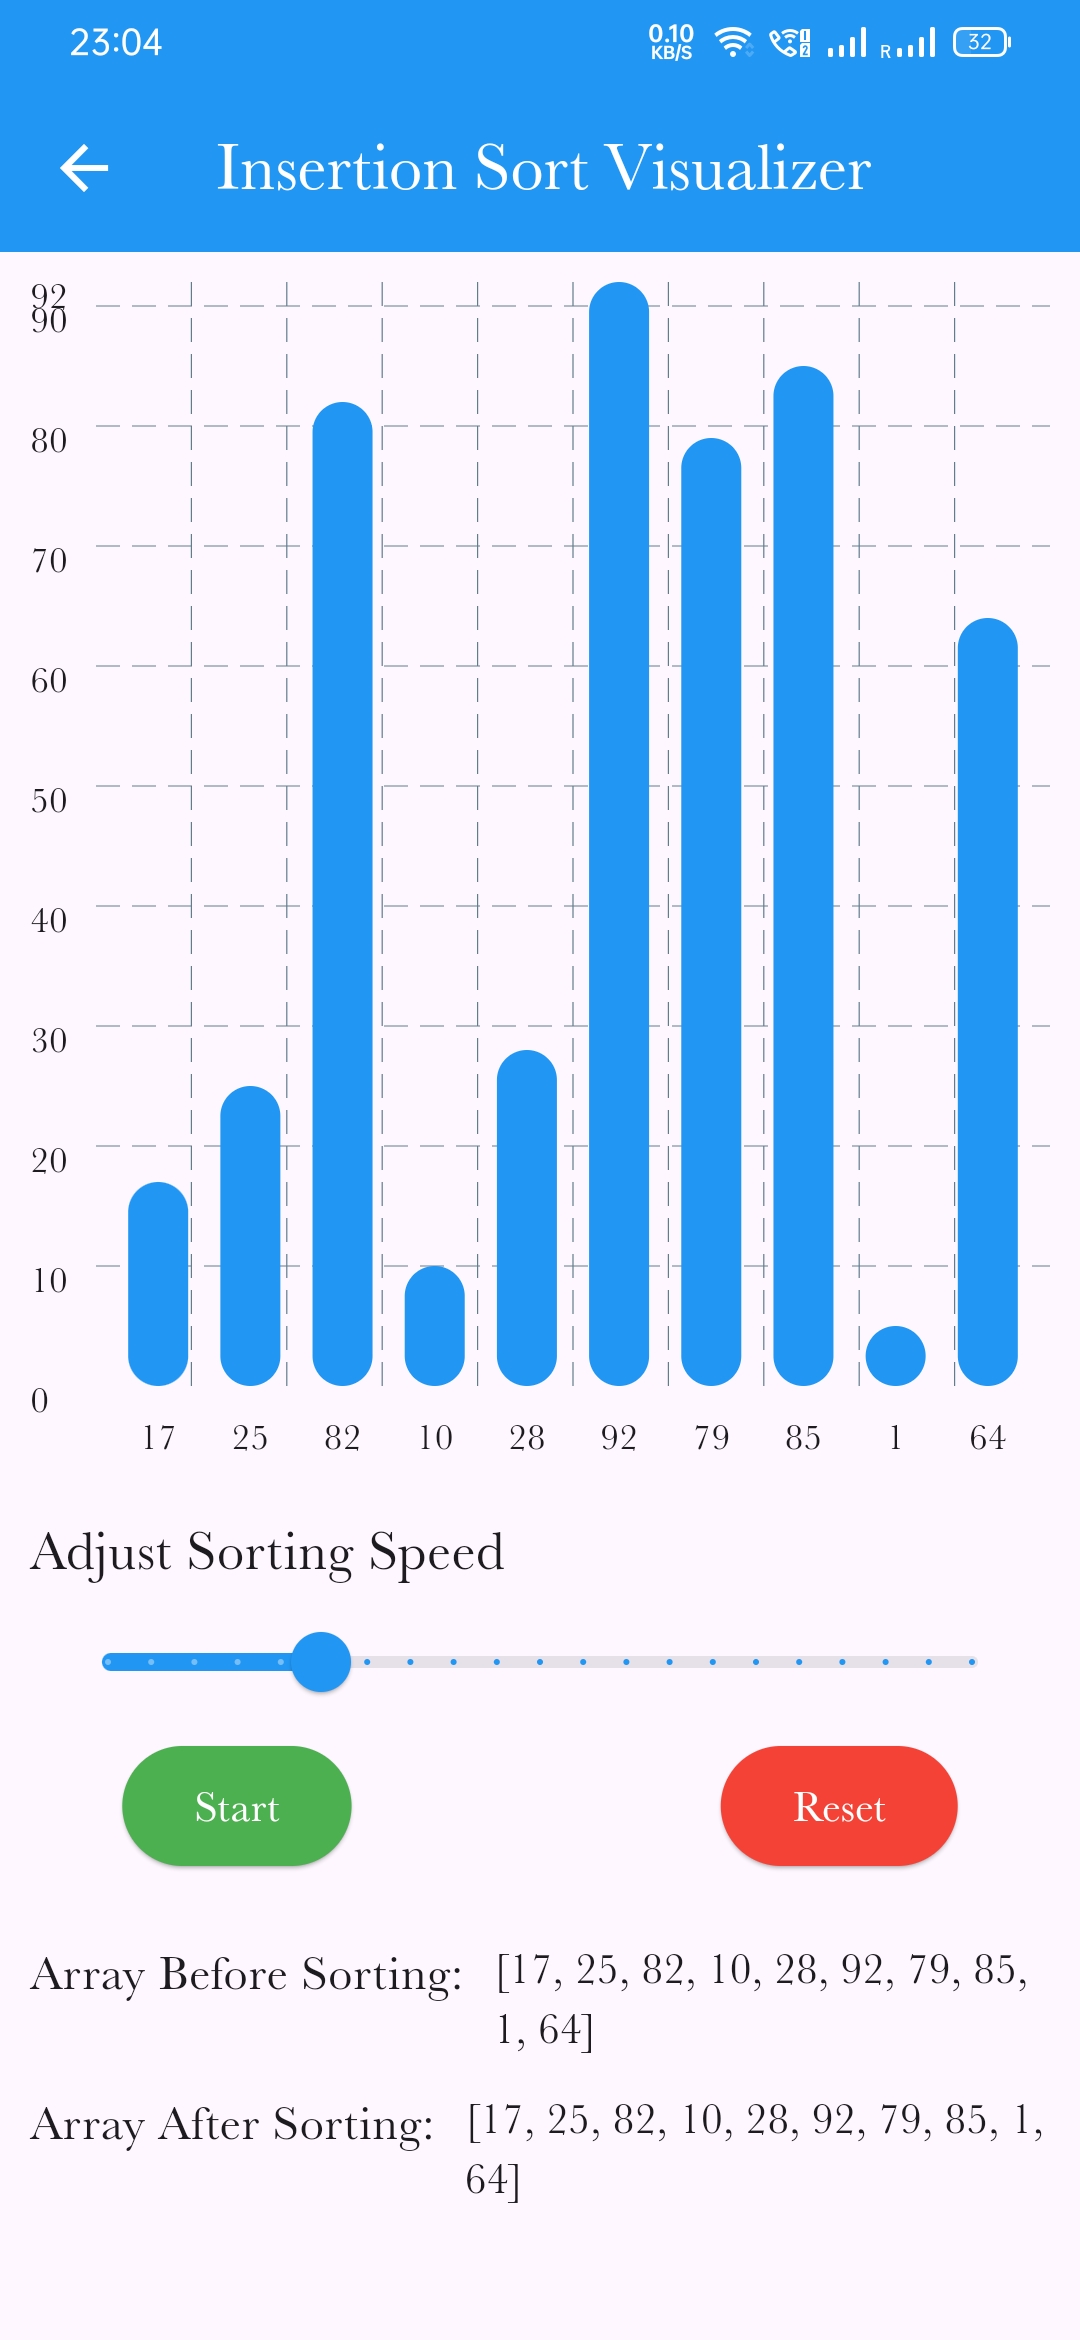 23:04
0.10
KB/S
R
32
Insertion Sort Visualizer
92
90
80
70
60
50
40
30
20
10
0
17 25 82 10 28 92 79 85 1 64
Adjust Sorting Speed
Start Reset
Array Before Sorting: [17, 25, 82, 10, 28, 92, 79, 85,
1, 64]
Array After Sorting: [17, 25, 82, 10, 28, 92, 79, 85, 1,
64]